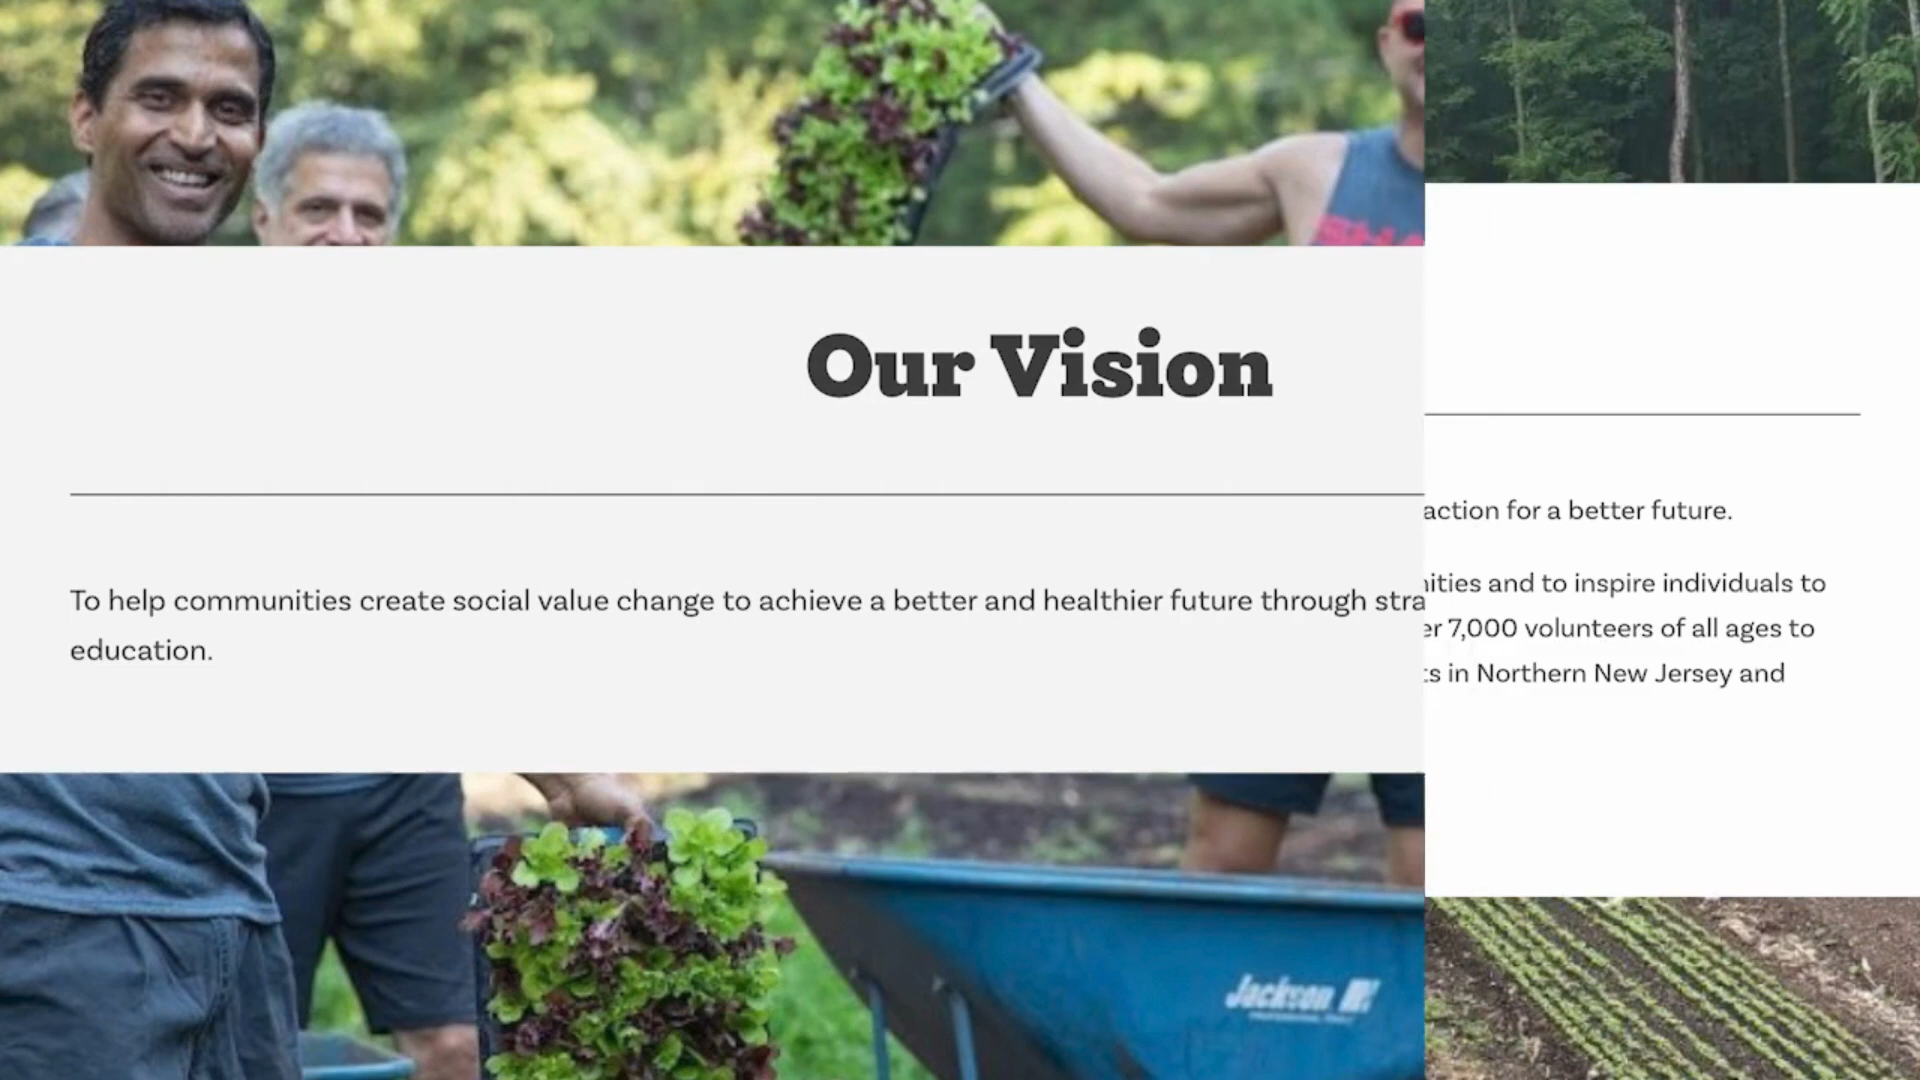 Our Vision
To help communities create social value change to achieve a better and healthier future through stra
education.
action for a better future.
ities and to inspire individuals to
er 7,000 volunteers of all ages to
s in Northern New Jersey and
Jackson